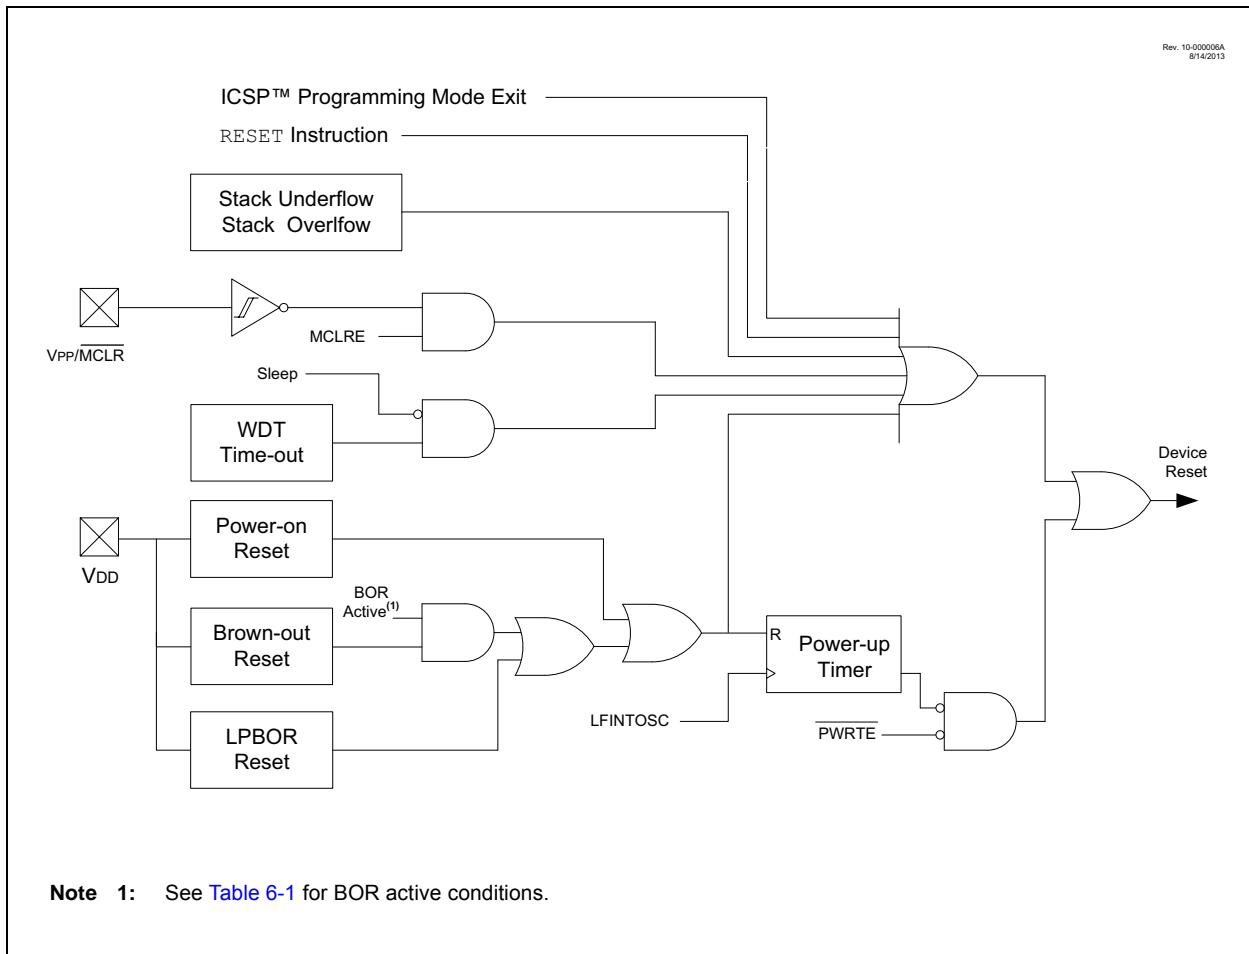 Rev. 10-000006A
8/14/2013
ICSP™ Programming Mode Exit
RESET Instruction
Stack Underflow
Stack Overlfow
VPP/MCLR
MCLRE
Sleep
WDT
Time-out
Device
Reset
VDD
Power-on
Reset
BOR
Active(1)
Brown-out
Reset
R
Power-up
Timer
LFINTOSC
PWRTE
LPBOR
Reset
Note 1: See Table 6-1 for BOR active conditions.